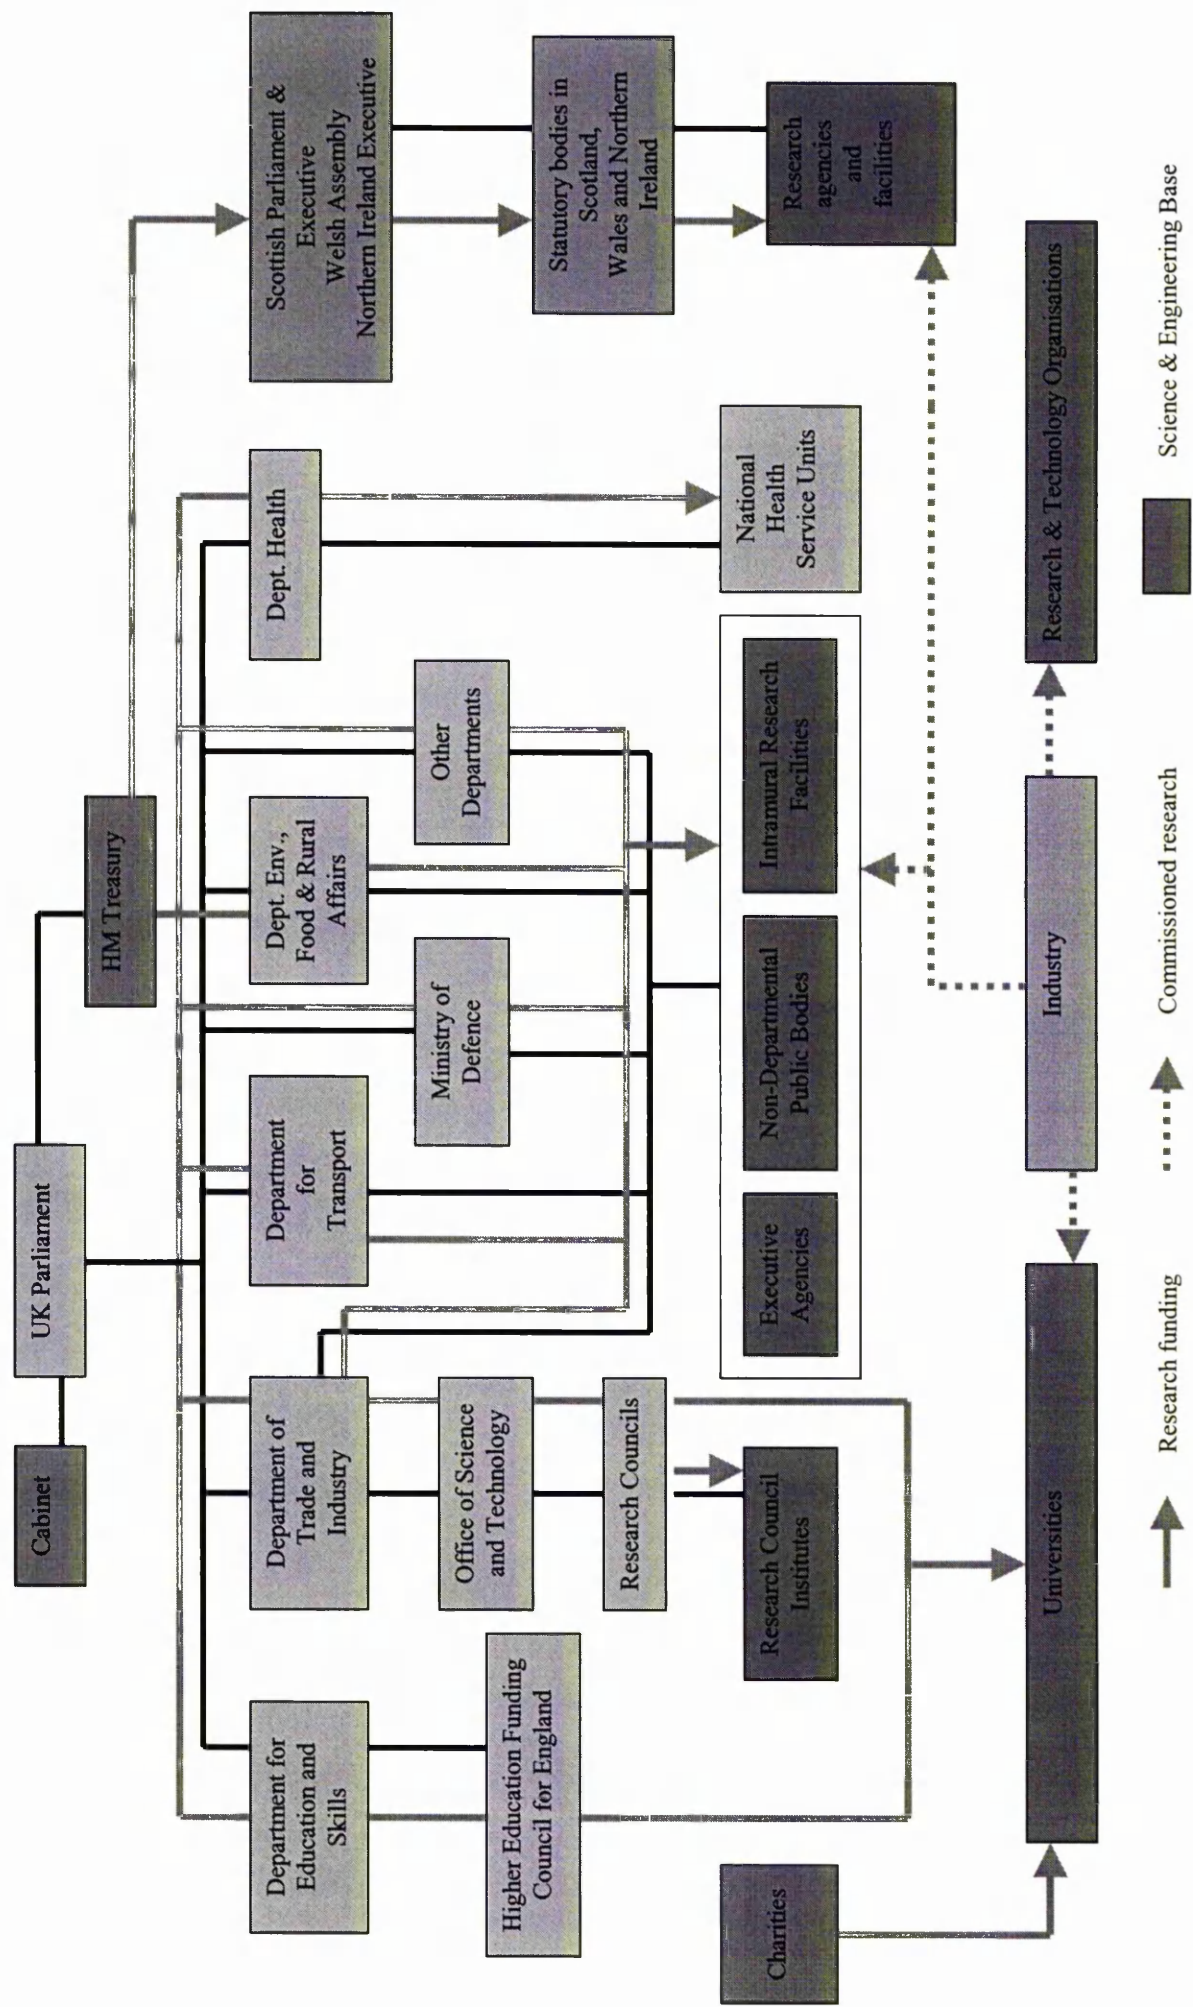 Cabinet
UK Parliament
HM Treasury
Department for
Education and
Skills
Department of
Trade and
Industry
Department
for
Transport
Dept. Env.,
Food & Rural
Affairs
Dept. Health
Scottish Parliament &
Executive
Welsh Assembly
Northern Ireland Executive
Ministry of
Defence
Other
Departments
Office of Science
and Technology
Higher Education Funding
Council for England
Statutory bodies in
Scotland,
Wales and Northern
Ireland
Research Councils
Charities
Research Council
Institutes
Executive
Agencies
Non-Departmental
Public Bodies
Intramural Research
Facilities
National
Health
Service Units
Research
agencies
and
facilities
Universities
Industry
Research & Technology Organisations
Research funding
Commissioned research
Science & Engineering Base